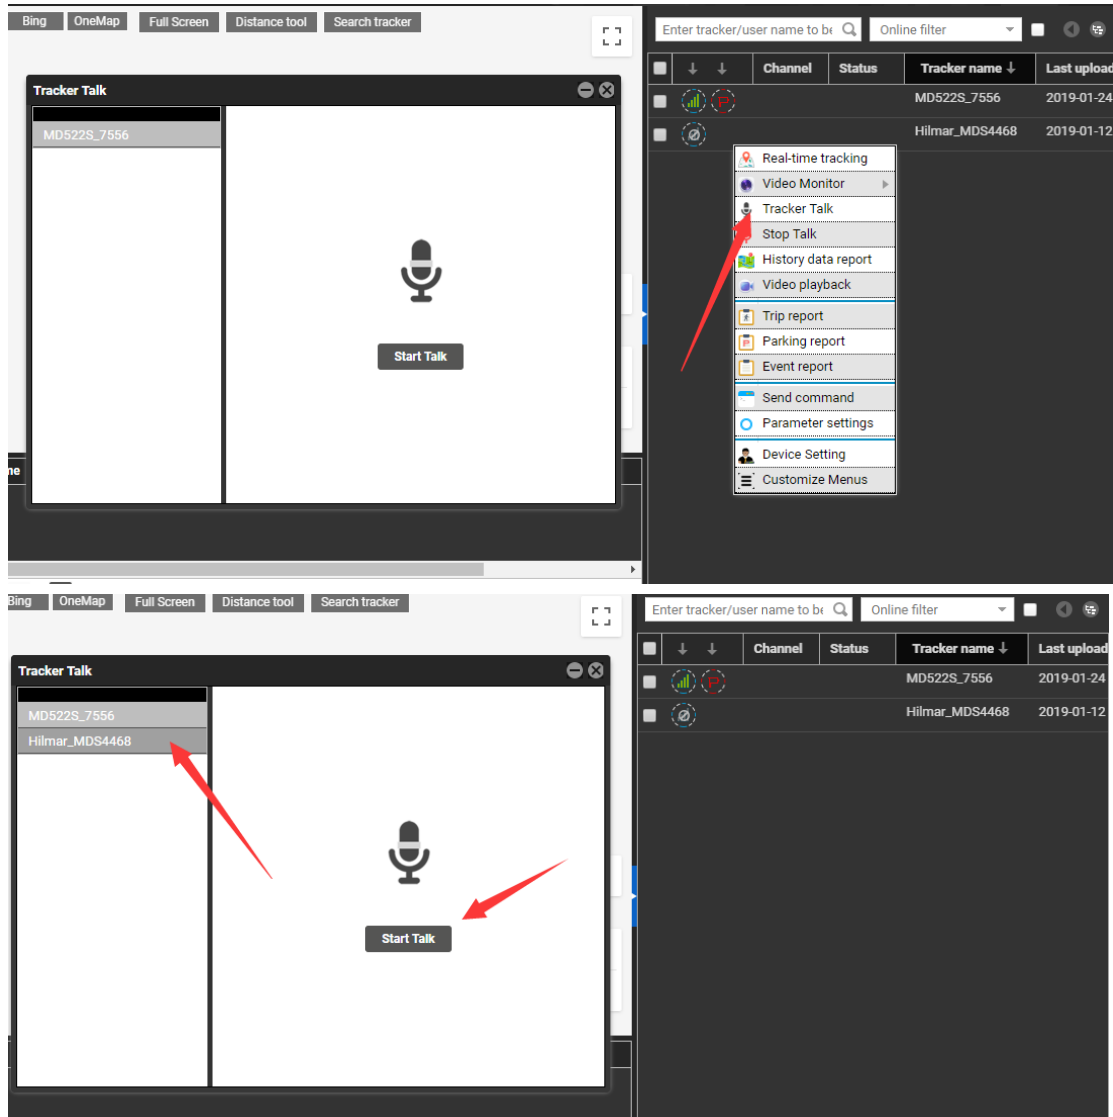 Bing OneMap Full Screen Distance tool Search tracker
Enter tracker/user name to be Online filter
Channel Status Tracker name Last upload
MD522S_7556 2019-01-24
Hilmar_MDS4468 2019-01-12
Tracker Talk
MD522S_7556
Start Talk
Real-time tracking
Video Monitor
Tracker Talk
Stop Talk
History data report
Video playback
Trip report
Parking report
Event report
Send command
Parameter settings
Device Setting
Customize Menus
me
Bing OneMap Full Screen Distance tool Search tracker
Enter tracker/user name to be Online filter
Channel Status Tracker name Last upload
MD522S_7556 2019-01-24
Hilmar_MDS4468 2019-01-12
Tracker Talk
MD522S_7556
Hilmar_MDS4468
Start Talk